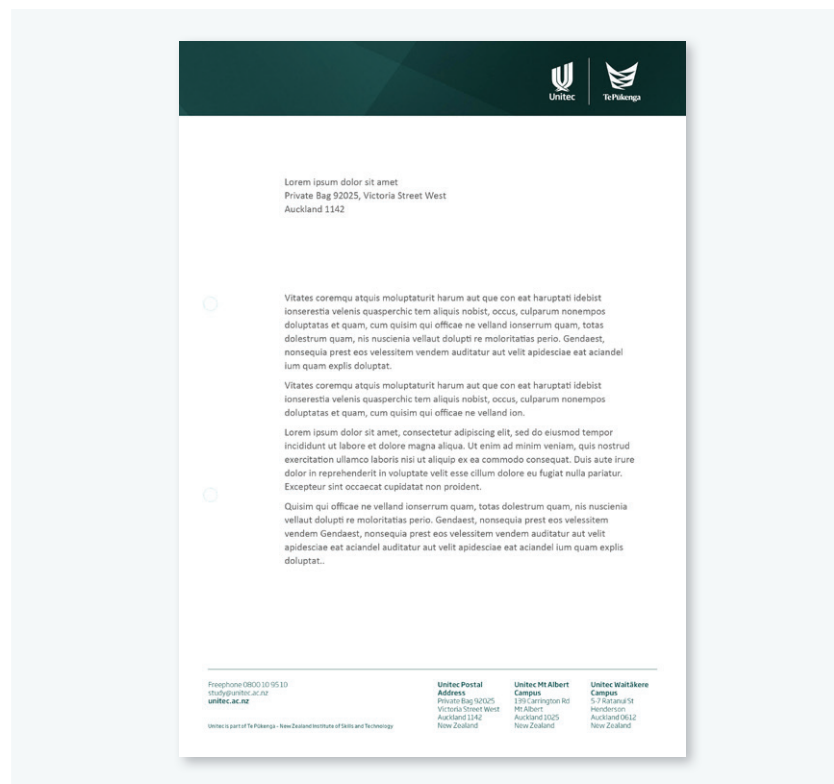 Unitec
Te Pūkenga
Lorem ipsum dolor sit amet
Private Bag 92025, Victoria Street West
Auckland 1142
Vitates coremqu atquis moluptaturit harum aut que con eat haruptati idebist
ionserestia velenis quasperchic tem aliquis nobist, occus, culparum nonempos
doluptatas et quam, cum quisim qui officae ne velland ionserrum quam, totas
dolestrum quam, nis nuscienia vellaut dolupti re moloritatias perio. Gendaest,
nonsequia prest eos velessitem vendem auditatur aut velit apidesciae eat aciandel
ium quam explis doluptat.
Vitates coremqu atquis moluptaturit harum aut que con eat haruptati idebist
ionserestia velenis quasperchic tem aliquis nobist, occus, culparum nonempos
doluptatas et quam, cum quisim qui officae ne velland ion.
Lorem ipsum dolor sit amet, consectetur adipiscing elit, sed do eiusmod tempor
incididunt ut labore et dolore magna aliqua. Ut enim ad minim veniam, quis nostrud
exercitation ullamco laboris nisi ut aliquip ex ea commodo consequat. Duis aute irure
dolor in reprehenderit in voluptate velit esse cillum dolore eu fugiat nulla pariatur.
Excepteur sint occaecat cupidatat non proident.
Quisim qui officae ne velland ionserrum quam, totas dolestrum quam, nis nuscienia
vellaut dolupti re moloritatias perio. Gendaest, nonsequia prest eos velessitem
vendem Gendaest, nonsequia prest eos velessitem vendem auditatur aut velit
apidesciae eat aciandel auditatur aut velit apidesciae eat aciandel ium quam explis
doluptat..
Freephone 0800 10 95 10
study@unitec.ac.nz
unitec.ac.nz
Unitec is part of Te Pūkenga - New Zealand Institute of Skills and Technology
Unitec Postal
Address
Private Bag 92025
Victoria Street West
Auckland 1142
New Zealand
Unitec Mt Albert
Campus
139 Carrington Rd
Mt Albert
Auckland 1025
New Zealand
Unitec Waitākere
Campus
5-7 Ratanui St
Henderson
Auckland 0612
New Zealand